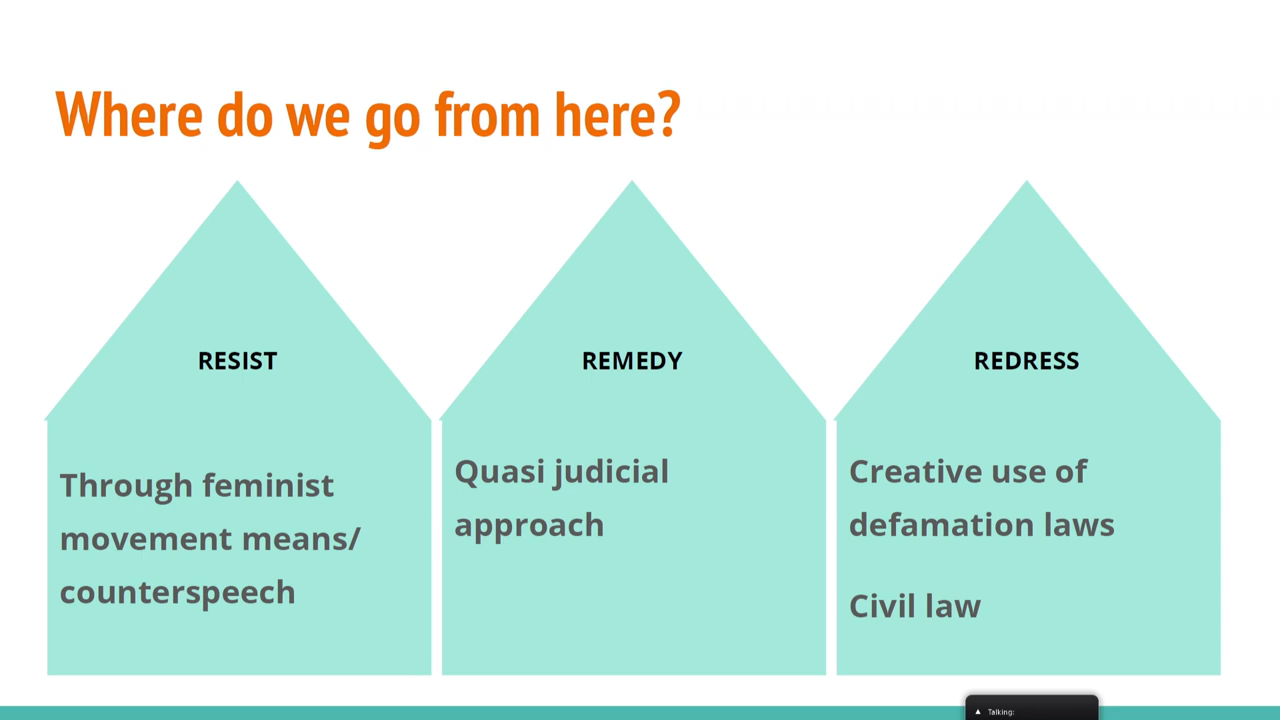 Where do we go from here?
RESIST
Through feminist
movement means/
counterspeech
REMEDY
Quasi judicial
approach
REDRESS
Creative use of
defamation laws
Civil law
Talking: